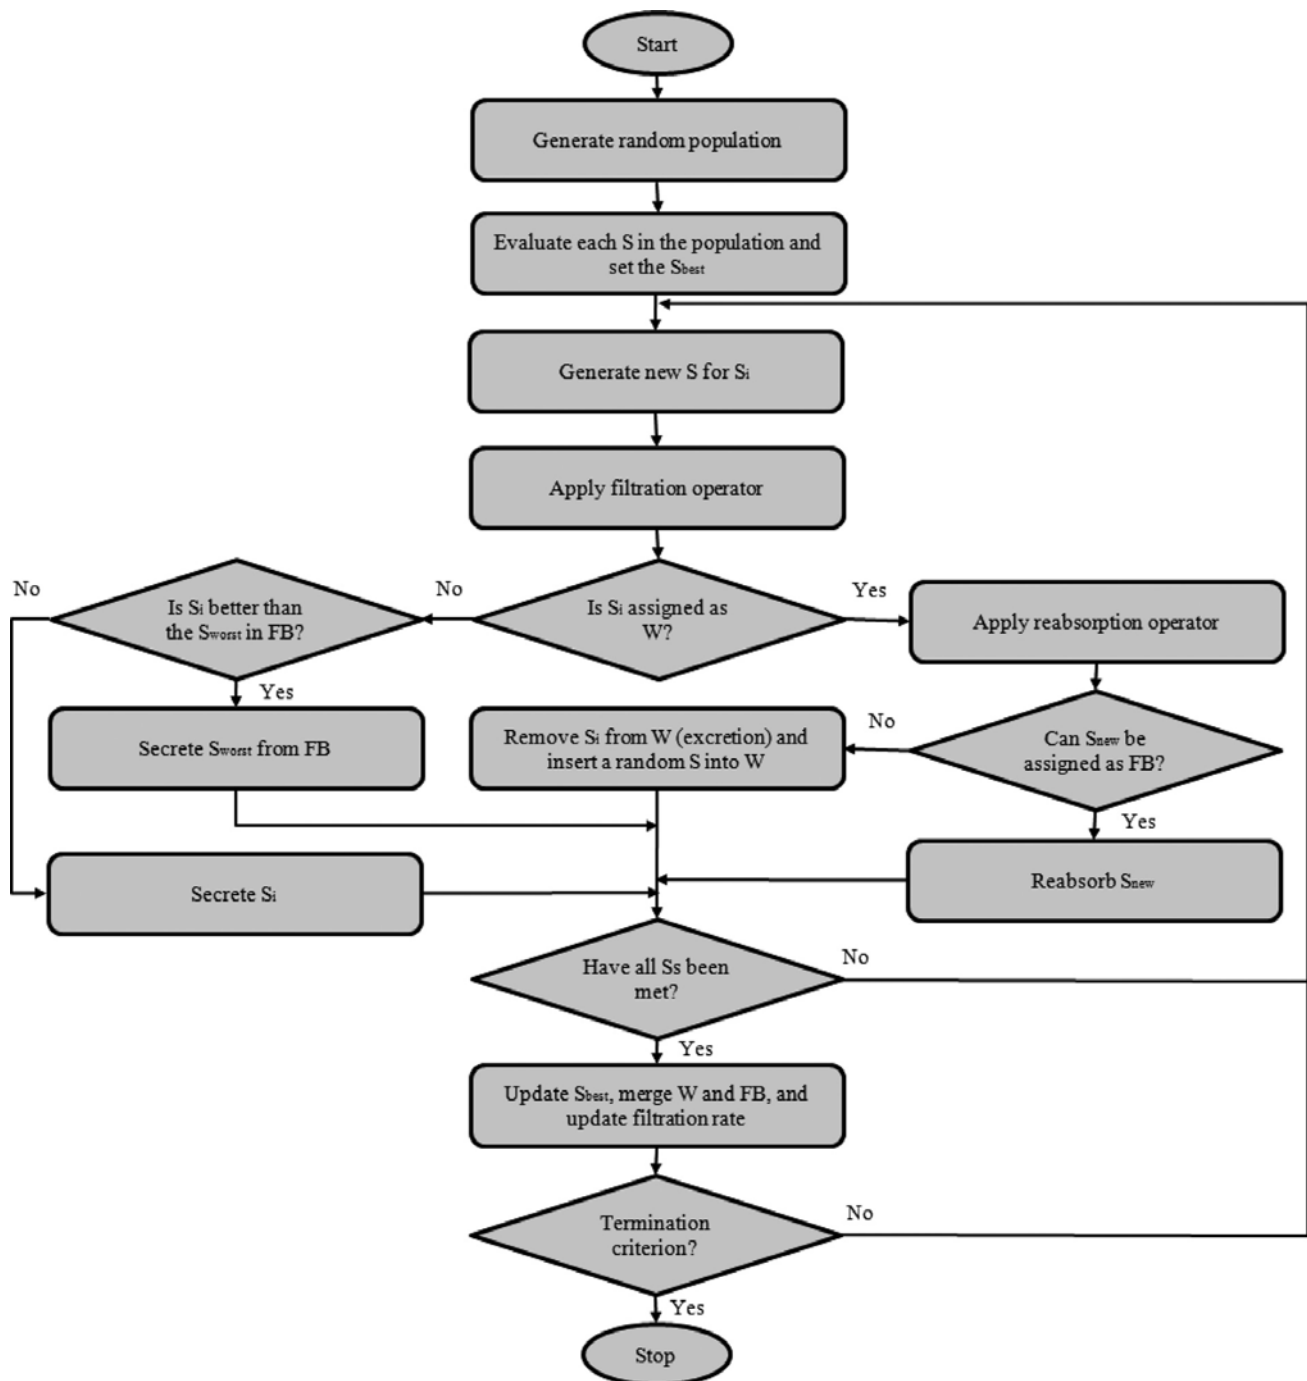 Start
Generate random population
Evaluate each S in the population and
set the Sbest
Generate new S for Si
Apply filtration operator
No
Is Si better than
the Sworst in FB?
No
Is Si assigned as
W?
Yes
Apply reabsorption operator
Yes
Secrete Sworst from FB
Remove Si from W (excretion) and
insert a random S into W
No
Can Snew be
assigned as FB?
Yes
Secrete Si
Reabsorb Snew
Have all Ss been
met?
No
Yes
Update Sbest, merge W and FB, and
update filtration rate
Termination
criterion?
No
Yes
Stop